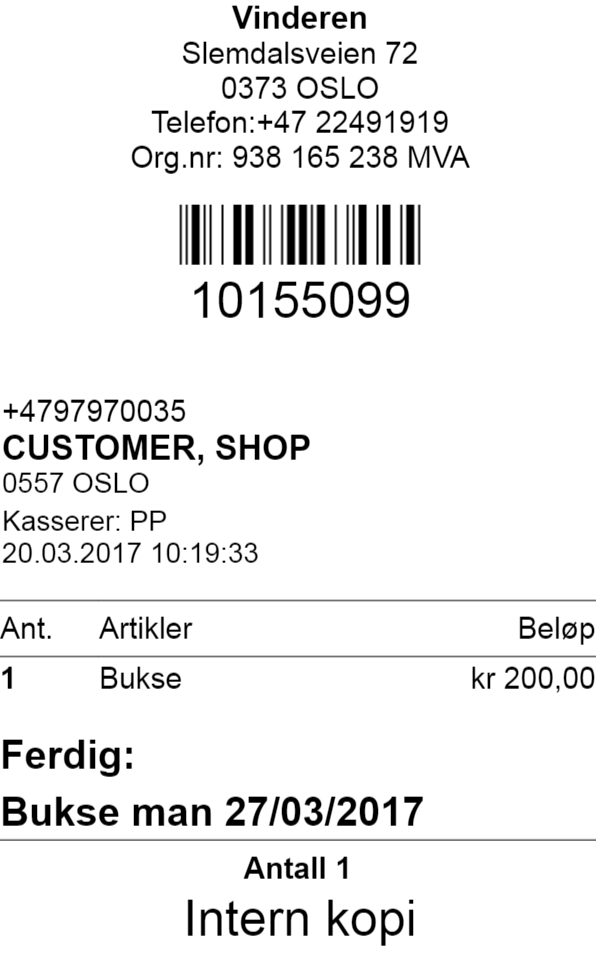 Vinderen
Slemdalsveien 72
0373 OSLO
Telefon:+47 22491919
Org.nr: 938 165 238 MVA
10155099
+4797970035
CUSTOMER, SHOP
0557 OSLO
Kasserer: PP
20.03.2017 10:19:33
Ant. Artikler Beløp
1 Bukse kr 200,00
Ferdig:
Bukse man 27/03/2017
Antall 1
Intern kopi